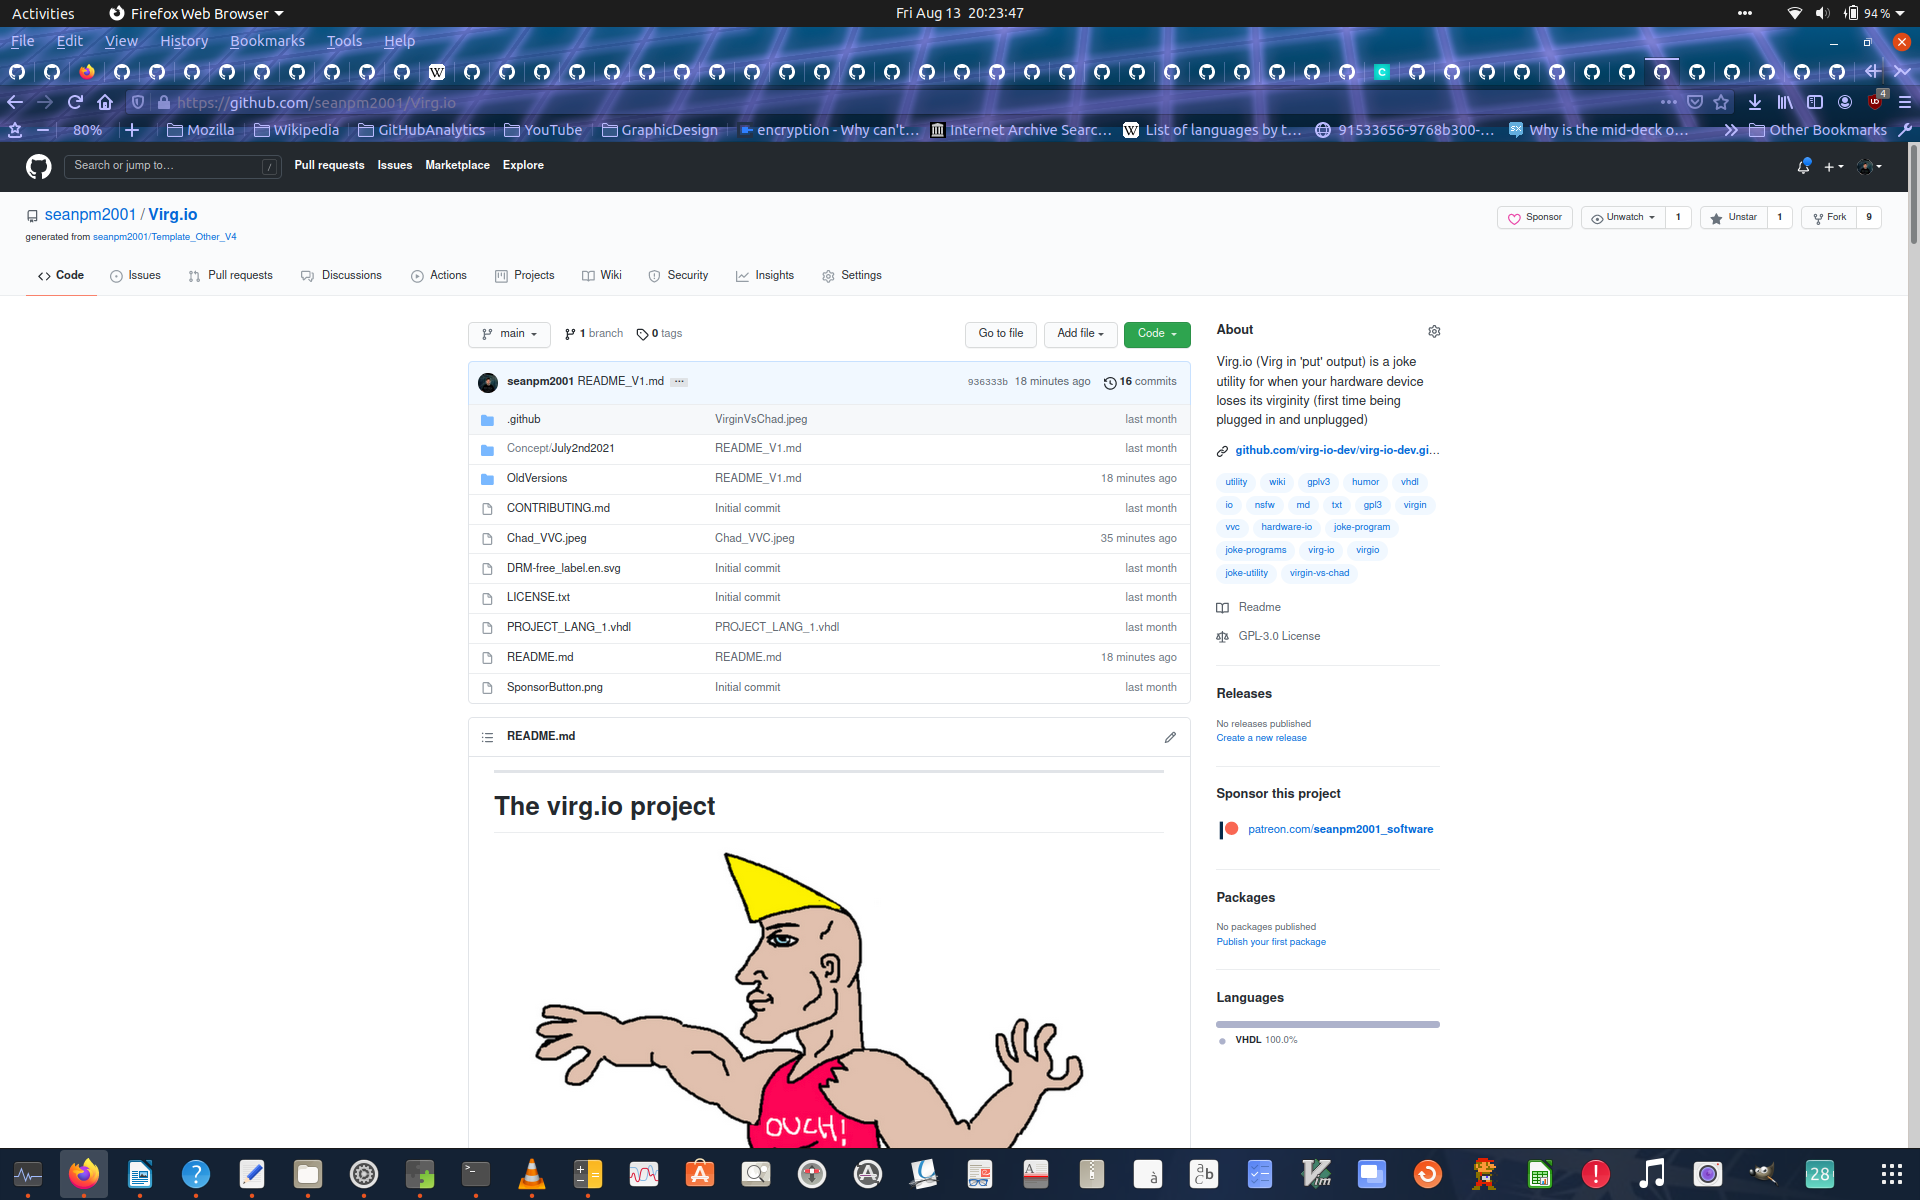 Activities Firefox Web Browser Fri Aug 13 20:23:47 94 %
File Edit View History Bookmarks Tools Help
https://github.com/seanpm2001/Virg.io 4
80% Mozilla Wikipedia GitHubAnalytics YouTube GraphicDesign encryption - Why can't… Internet Archive Searc… List of languages by t… 91533656-9768b300-… Why is the mid-deck o… Other Bookmarks
Search or jump to… / Pull requests Issues Marketplace Explore
seanpm2001 / Virg.io Sponsor Unwatch 1 Unstar 1 Fork 9
generated from seanpm2001/Template_Other_V4
Code Issues Pull requests Discussions Actions Projects Wiki Security Insights Settings
main 1 branch 0 tags Go to file Add file Code
seanpm2001 README_V1.md ··· 936333b 18 minutes ago 16 commits
.github VirginVsChad.jpeg last month
Concept/July2nd2021 README_V1.md last month
OldVersions README_V1.md 18 minutes ago
CONTRIBUTING.md Initial commit last month
Chad_VVC.jpeg Chad_VVC.jpeg 35 minutes ago
DRM-free_label.en.svg Initial commit last month
LICENSE.txt Initial commit last month
PROJECT_LANG_1.vhdl PROJECT_LANG_1.vhdl last month
README.md README.md 18 minutes ago
SponsorButton.png Initial commit last month
README.md
The virg.io project
OUCH!
About
Virg.io (Virg in 'put' output) is a joke
utility for when your hardware device
loses its virginity (first time being
plugged in and unplugged)
github.com/virg-io-dev/virg-io-dev.gi…
utility wiki gplv3 humor vhdl
io nsfw md txt gpl3 virgin
vvc hardware-io joke-program
joke-programs virg-io virgio
joke-utility virgin-vs-chad
Readme
GPL-3.0 License
Releases
No releases published
Create a new release
Sponsor this project
patreon.com/seanpm2001_software
Packages
No packages published
Publish your first package
Languages
VHDL 100.0%
28